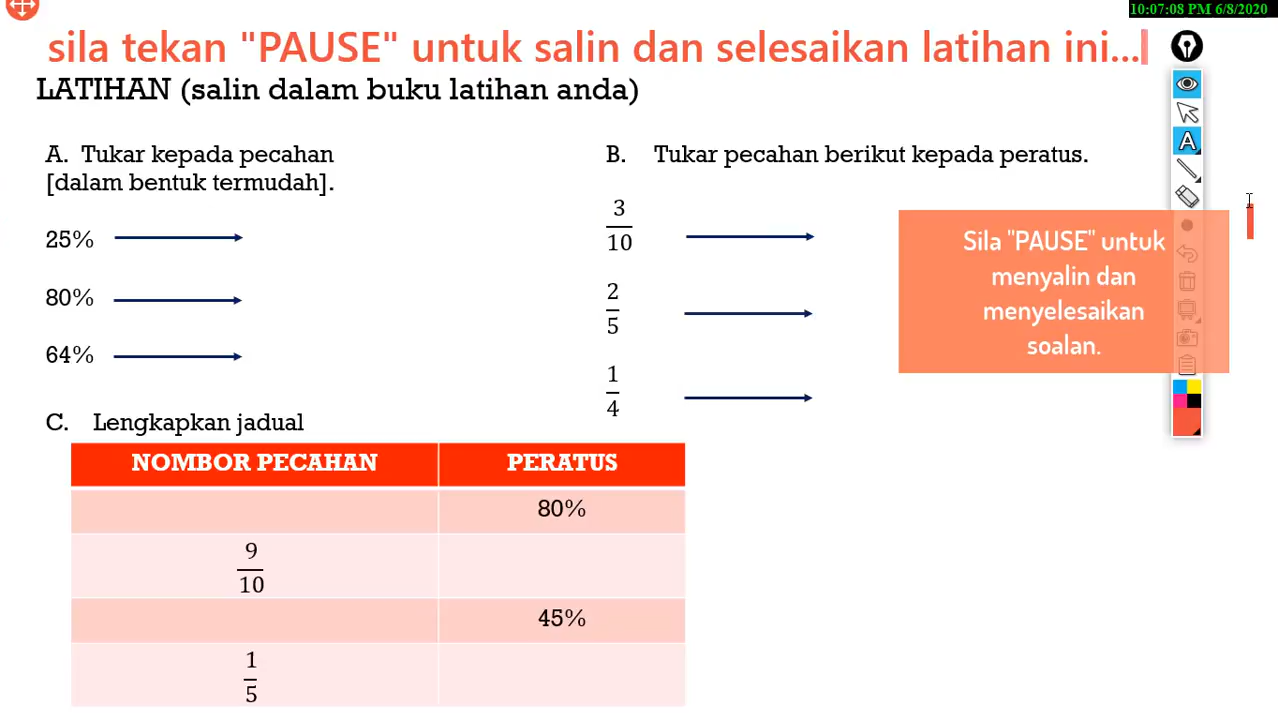 10:07:08 PM 6/8/2020
sila tekan "PAUSE" untuk salin dan selesaikan latihan ini...
LATIHAN (salin dalam buku latihan anda)
A. Tukar kepada pecahan
[dalam bentuk termudah].
25%
80%
64%
B. Tukar pecahan berikut kepada peratus.
3/10
2/5
1/4
Sila "PAUSE" untuk
menyalin dan
menyelesaikan
soalan.
A
C. Lengkapkan jadual
NOMBOR PECAHAN PERATUS
80%
9/10
45%
1/5